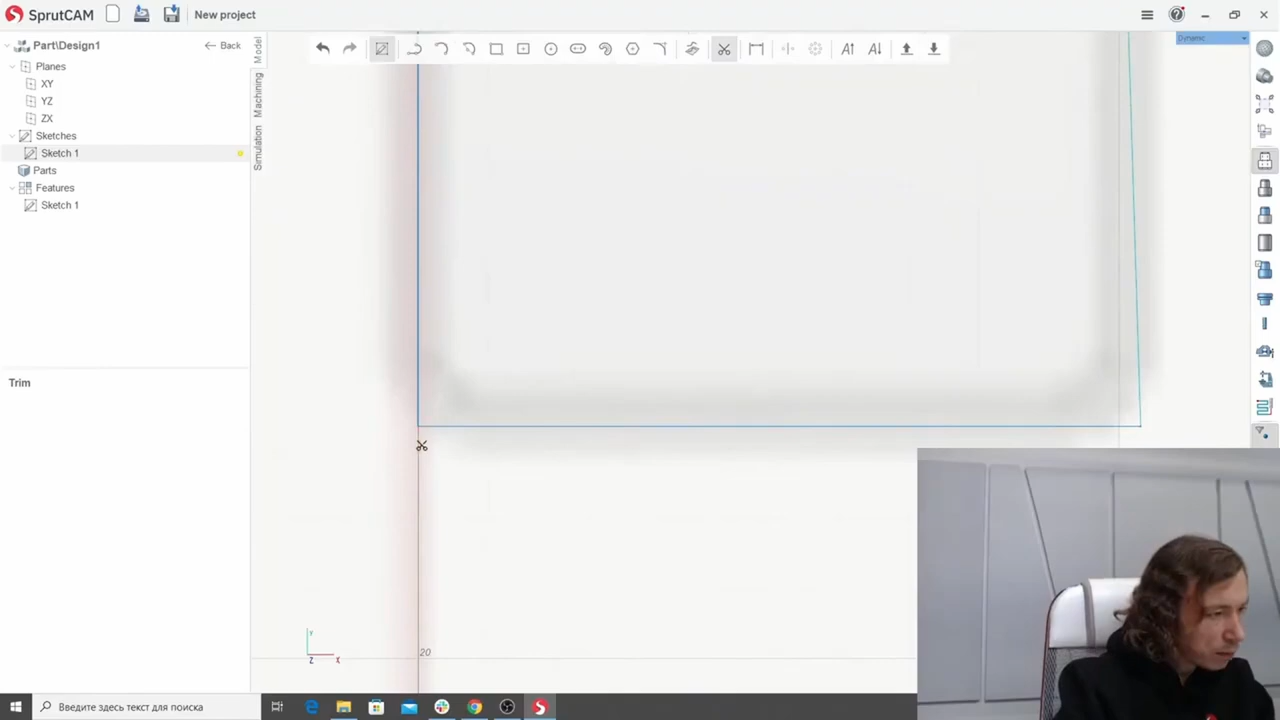 SprutCAM
New project
Part\Design1
Back
Planes
XY
YZ
ZX
Sketches
Sketch 1
Parts
Features
Sketch 1
Model
Machining
Simulation
Trim
Dynamic
Y
Z
X
20
Введите здесь текст для поиска